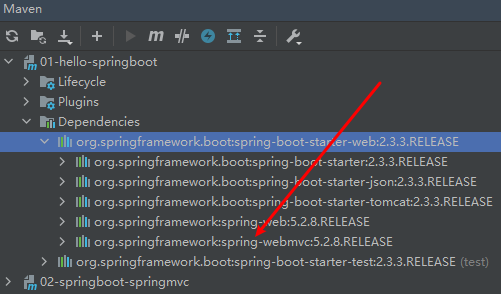 Maven
01-hello-springboot
Lifecycle
Plugins
Dependencies
org.springframework.boot:spring-boot-starter-web:2.3.3.RELEASE
org.springframework.boot:spring-boot-starter:2.3.3.RELEASE
org.springframework.boot:spring-boot-starter-json:2.3.3.RELEASE
org.springframework.boot:spring-boot-starter-tomcat:2.3.3.RELEASE
org.springframework:spring-web:5.2.8.RELEASE
org.springframework:spring-webmvc:5.2.8.RELEASE
org.springframework.boot:spring-boot-starter-test:2.3.3.RELEASE (test)
02-springboot-springmvc